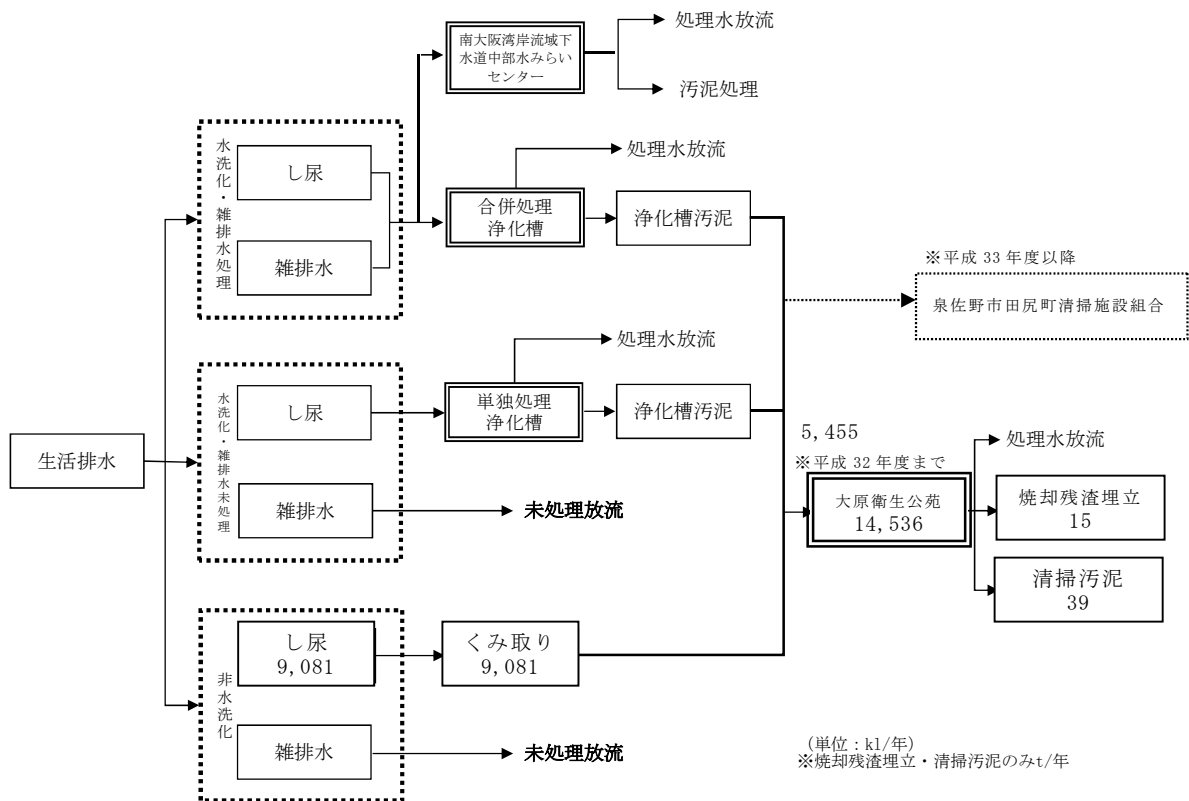 処理水放流
南大阪湾岸流域下
水道中部水みらい
センター
汚泥処理
水洗化・雑排水処理
し尿
雑排水
処理水放流
合併処理
浄化槽
浄化槽汚泥
※平成 33 年度以降
泉佐野市田尻町清掃施設組合
処理水放流
水洗化・雑排水未処理
し尿
単独処理
浄化槽
浄化槽汚泥
生活排水
雑排水
未処理放流
5,455
※平成 32 年度まで
大原衛生公苑
14,536
処理水放流
焼却残渣埋立
15
清掃汚泥
39
非水洗化
し尿
9,081
くみ取り
9,081
雑排水
未処理放流
(単位：kl/年)
※焼却残渣埋立・清掃汚泥のみt/年